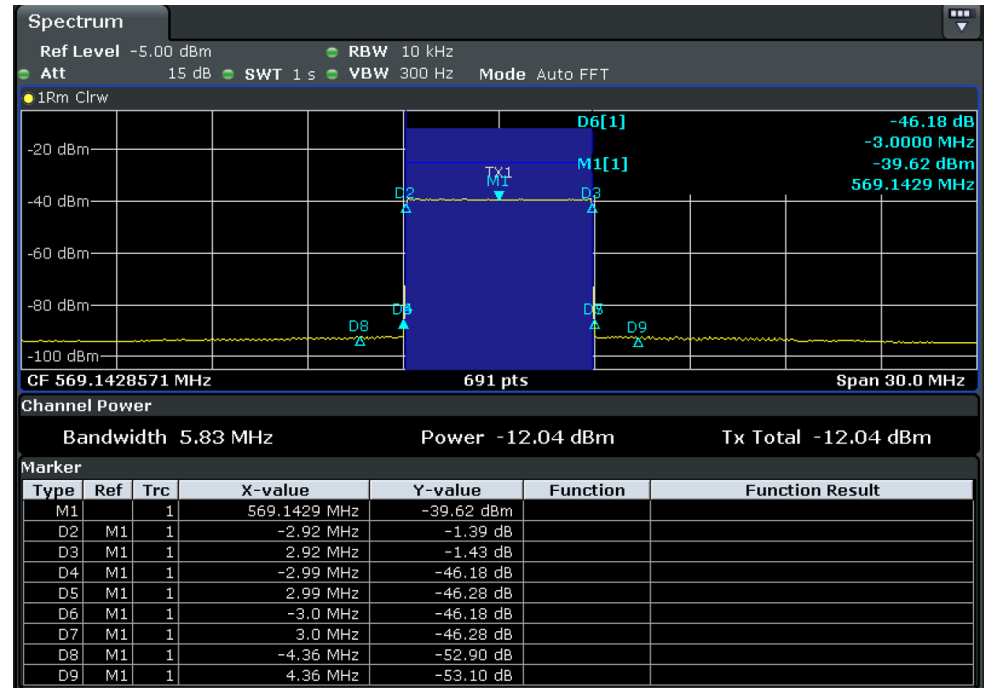 Spectrum
Ref Level -5.00 dBm RBW 10 kHz
Att 15 dB SWT 1 s VBW 300 Hz Mode Auto FFT
1Rm Clrw
D6[1] -46.18 dB
-3.0000 MHz
M1[1] -39.62 dBm
569.1429 MHz
-20 dBm
TX1
M1
D2 D3
-40 dBm
-60 dBm
-80 dBm
D8 D9
-100 dBm
CF 569.1428571 MHz 691 pts Span 30.0 MHz
Channel Power
Bandwidth 5.83 MHz Power -12.04 dBm Tx Total -12.04 dBm
Marker
Type Ref Trc X-value Y-value Function Function Result
M1 1 569.1429 MHz -39.62 dBm
D2 M1 1 -2.92 MHz -1.39 dB
D3 M1 1 2.92 MHz -1.43 dB
D4 M1 1 -2.99 MHz -46.18 dB
D5 M1 1 2.99 MHz -46.28 dB
D6 M1 1 -3.0 MHz -46.18 dB
D7 M1 1 3.0 MHz -46.28 dB
D8 M1 1 -4.36 MHz -52.90 dB
D9 M1 1 4.36 MHz -53.10 dB